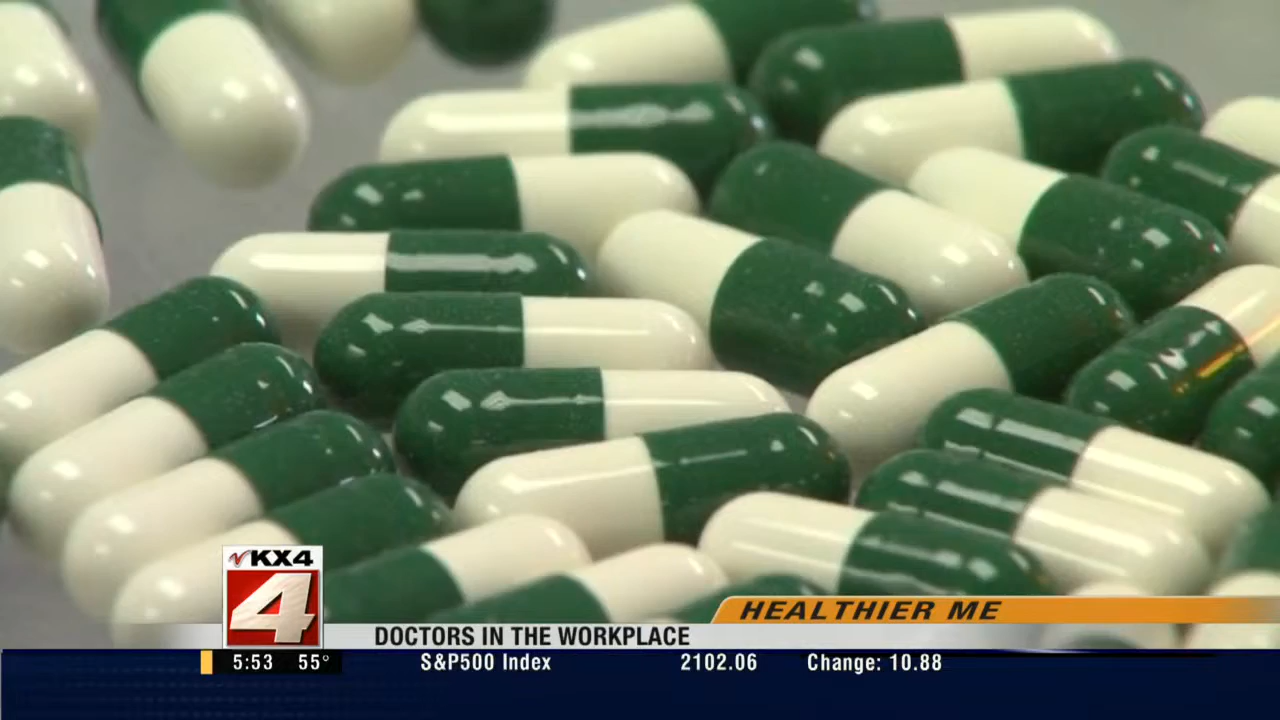 KX4
4
HEALTHIER ME
DOCTORS IN THE WORKPLACE
5:53 55° S&P500 Index 2102.06 Change: 10.88